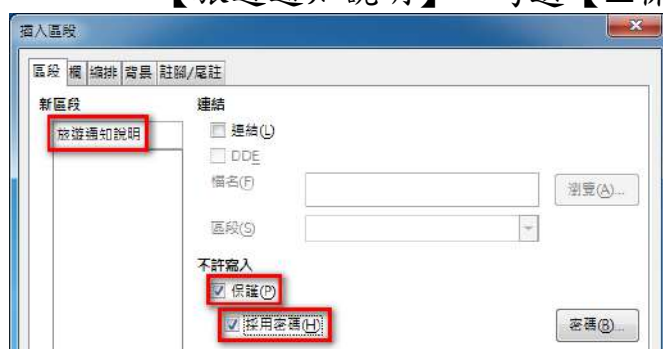 插入區段
區段 欄 編排 背景 註腳/尾註
新區段 連結
旅遊通知說明 連結(L)
DDE
檔名(F) 瀏覽(A)...
區段(S)
不許寫入
保護(P)
採用密碼(H) 密碼(B)...